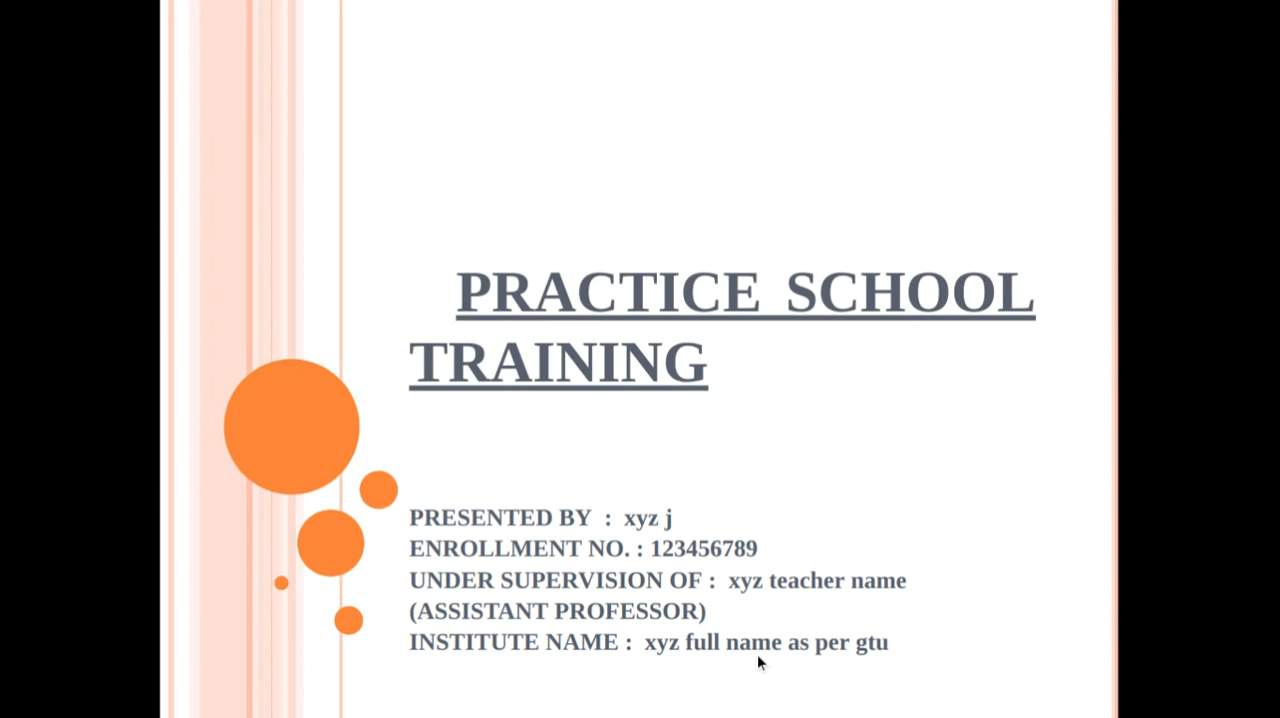 PRACTICE SCHOOL
TRAINING
PRESENTED BY : xyz j
ENROLLMENT NO. : 123456789
UNDER SUPERVISION OF : xyz teacher name
(ASSISTANT PROFESSOR)
INSTITUTE NAME : xyz full name as per gtu